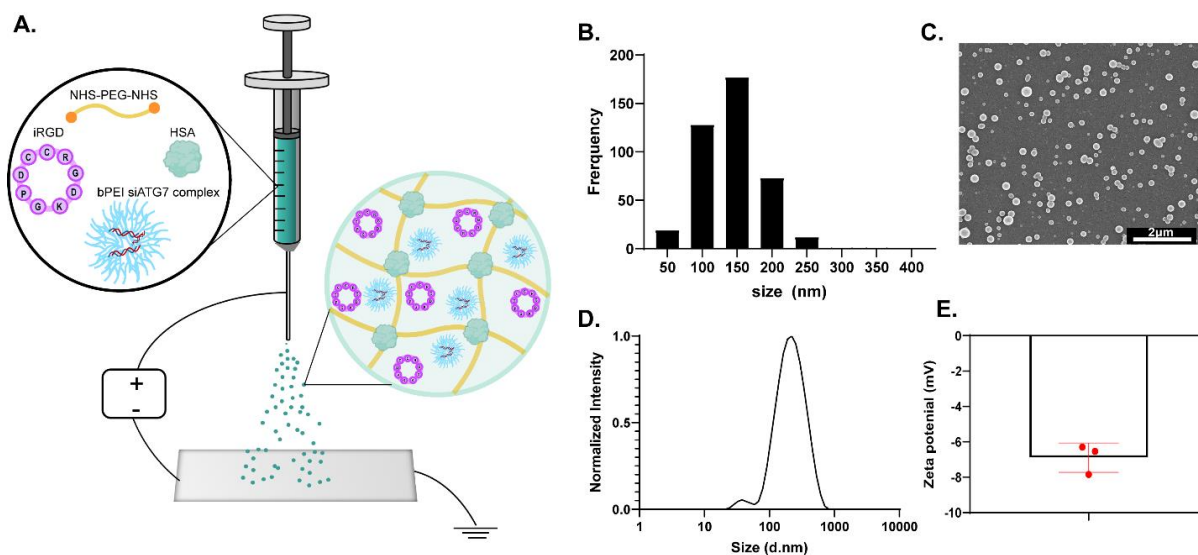 A.
NHS-PEG-NHS
iRGD
HSA
C C R G D K G P D
bPEI siATG7 complex
+
-
B.
Frerquency
200
150
100
50
0
50 100 150 200 250 300 350 400
size (nm)
C.
2µm
D.
Normalized Intensity
1.0
0.5
0.0
1 10 100 1000 10000
Size (d.nm)
E.
Zeta potenial (mV)
0
-2
-4
-6
-8
-10